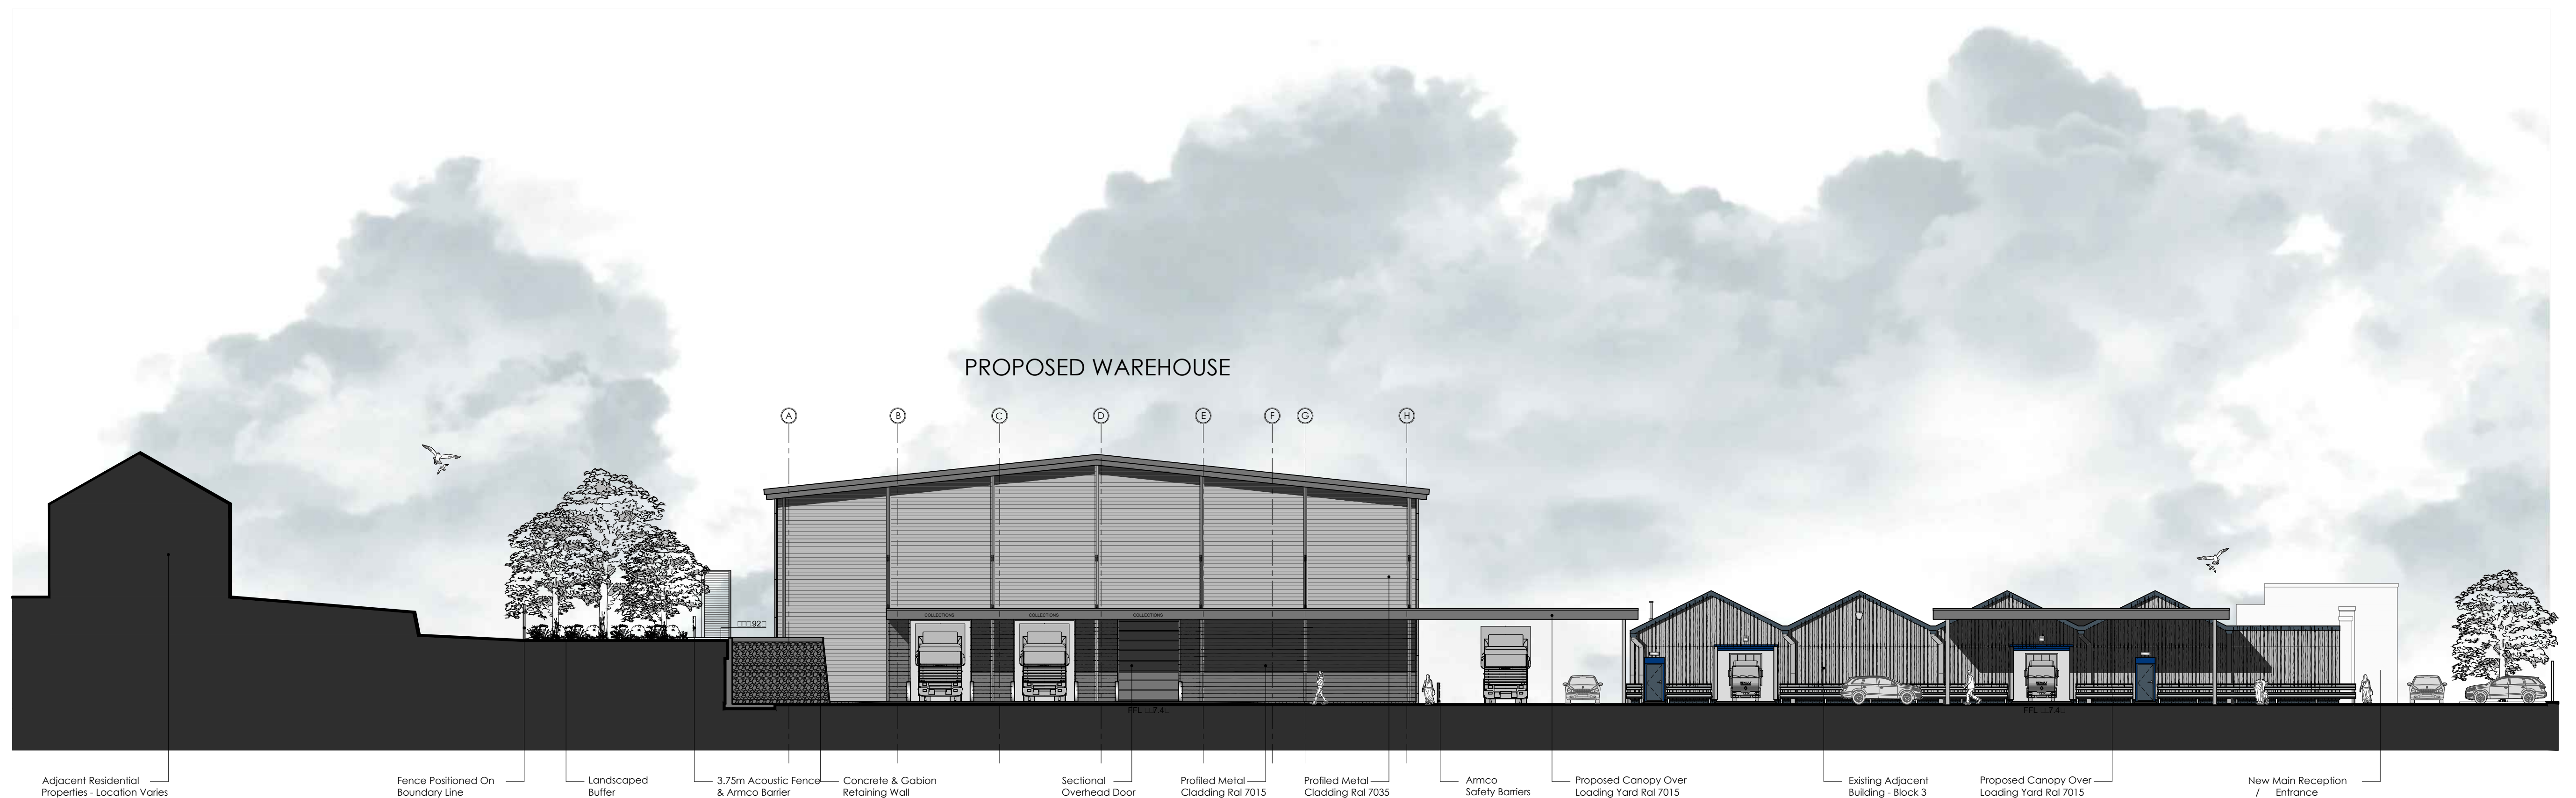 PROPOSED WAREHOUSE
A B C D E F G H
COLLECTIONS COLLECTIONS COLLECTIONS
Adjacent Residential
Properties - Location Varies
Fence Positioned On
Boundary Line
Landscaped
Buffer
3.75m Acoustic Fence
& Armco Barrier
Concrete & Gabion
Retaining Wall
Sectional
Overhead Door
Profiled Metal
Cladding Ral 7015
Profiled Metal
Cladding Ral 7035
Armco
Safety Barriers
Proposed Canopy Over
Loading Yard Ral 7015
Existing Adjacent
Building - Block 3
Proposed Canopy Over
Loading Yard Ral 7015
New Main Reception
/ Entrance